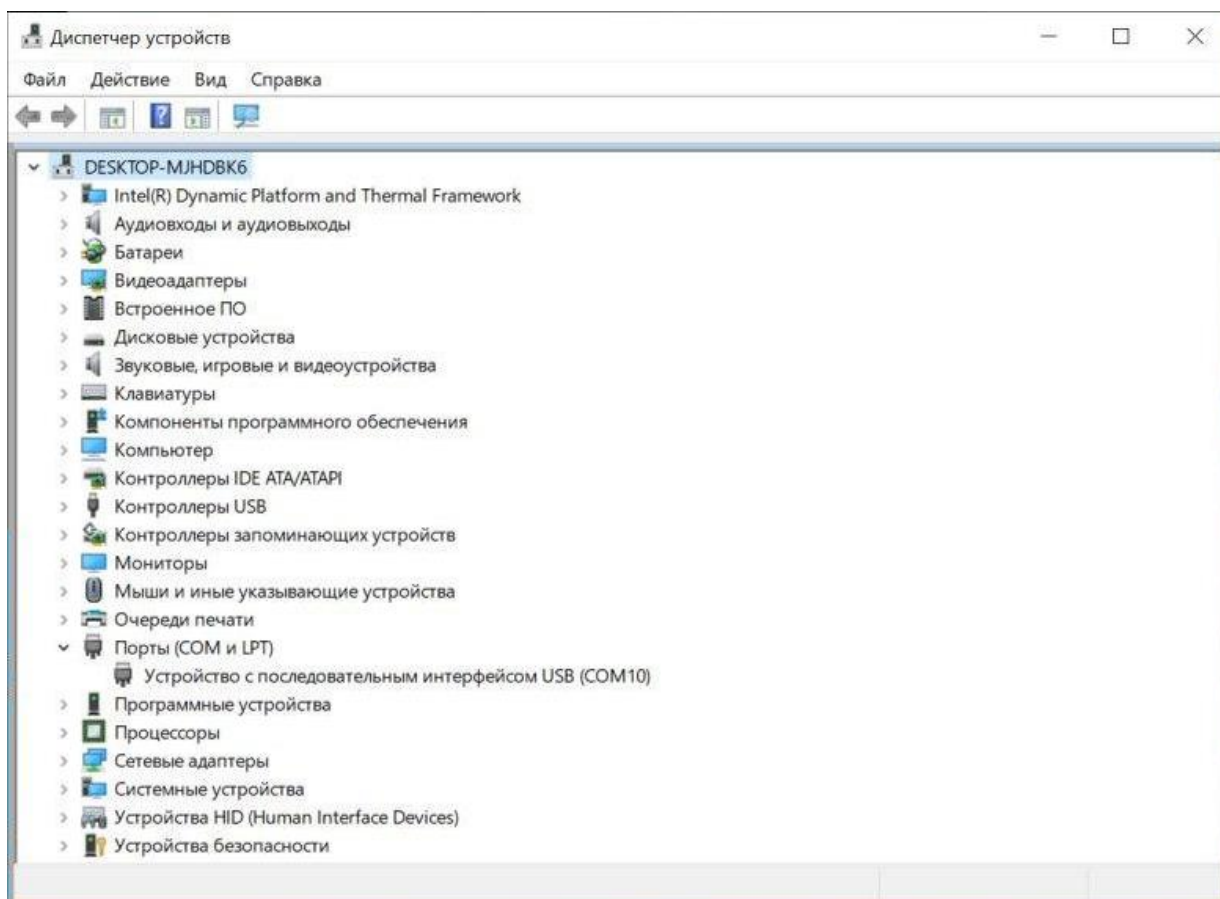 Диспетчер устройств
Файл Действие Вид Справка
DESKTOP-MJHDBK6
Intel(R) Dynamic Platform and Thermal Framework
Аудиовходы и аудиовыходы
Батареи
Видеоадаптеры
Встроенное ПО
Дисковые устройства
Звуковые, игровые и видеоустройства
Клавиатуры
Компоненты программного обеспечения
Компьютер
Контроллеры IDE ATA/ATAPI
Контроллеры USB
Контроллеры запоминающих устройств
Мониторы
Мыши и иные указывающие устройства
Очереди печати
Порты (COM и LPT)
Устройство с последовательным интерфейсом USB (COM10)
Программные устройства
Процессоры
Сетевые адаптеры
Системные устройства
Устройства HID (Human Interface Devices)
Устройства безопасности